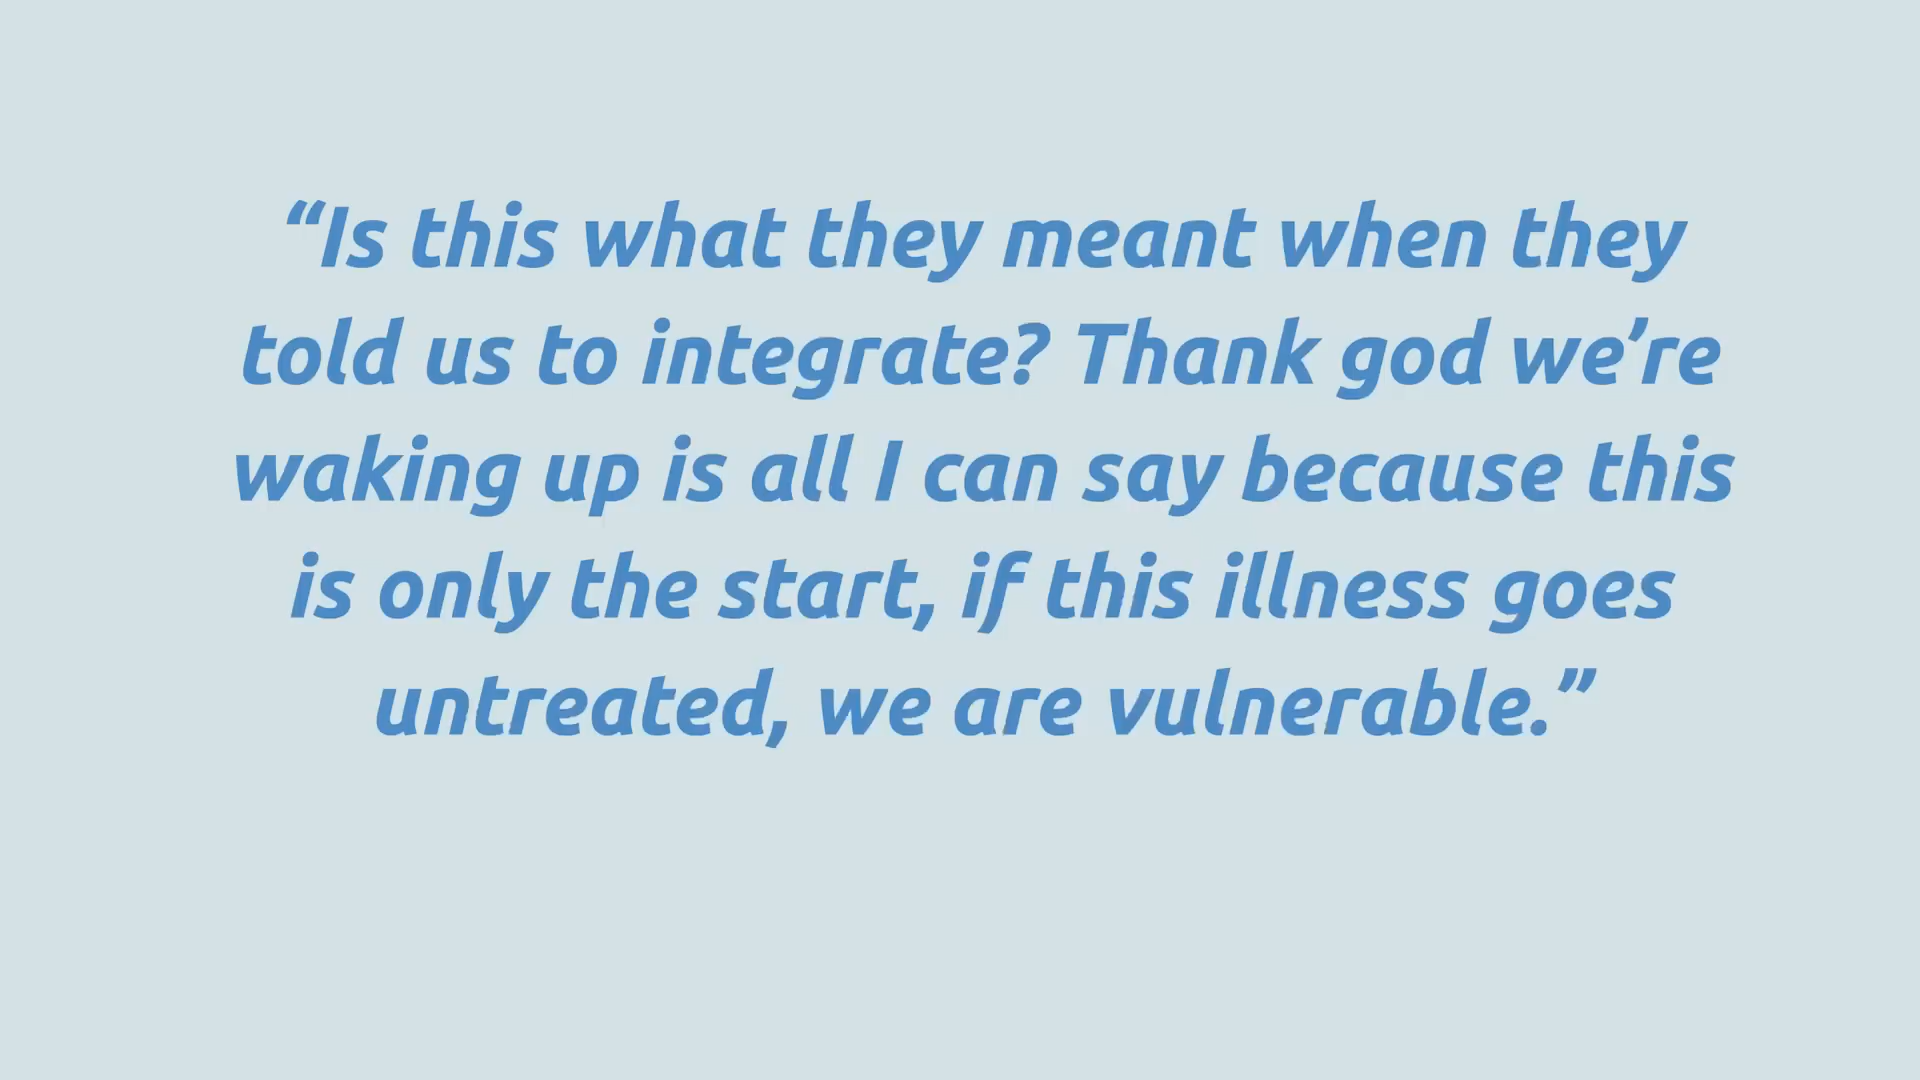 “Is this what they meant when they
told us to integrate? Thank god we’re
waking up is all I can say because this
is only the start, if this illness goes
untreated, we are vulnerable.”